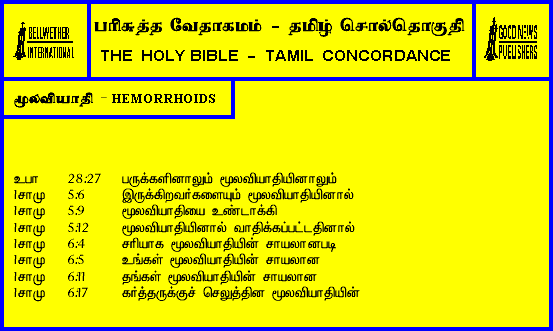 BELLWETHER
INTERNATIONAL
பரிசுத்த வேதாகமம் - தமிழ் சொல்தொகுதி
THE HOLY BIBLE - TAMIL CONCORDANCE
GOOD NEWS
PUBLISHERS
மூலவியாதி - HEMORRHOIDS
உபா 28:27 பருக்களினாலும் மூலவியாதியினாலும்
1சாமு 5:6 இருக்கிறவர்களையும் மூலவியாதியினால்
1சாமு 5:9 மூலவியாதியை உண்டாக்கி
1சாமு 5:12 மூலவியாதியினால் வாதிக்கப்பட்டதினால்
1சாமு 6:4 சரியாக மூலவியாதியின் சாயலானபடி
1சாமு 6:5 உங்கள் மூலவியாதியின் சாயலான
1சாமு 6:11 தங்கள் மூலவியாதியின் சாயலான
1சாமு 6:17 கர்த்தருக்குச் செலுத்தின மூலவியாதியின்